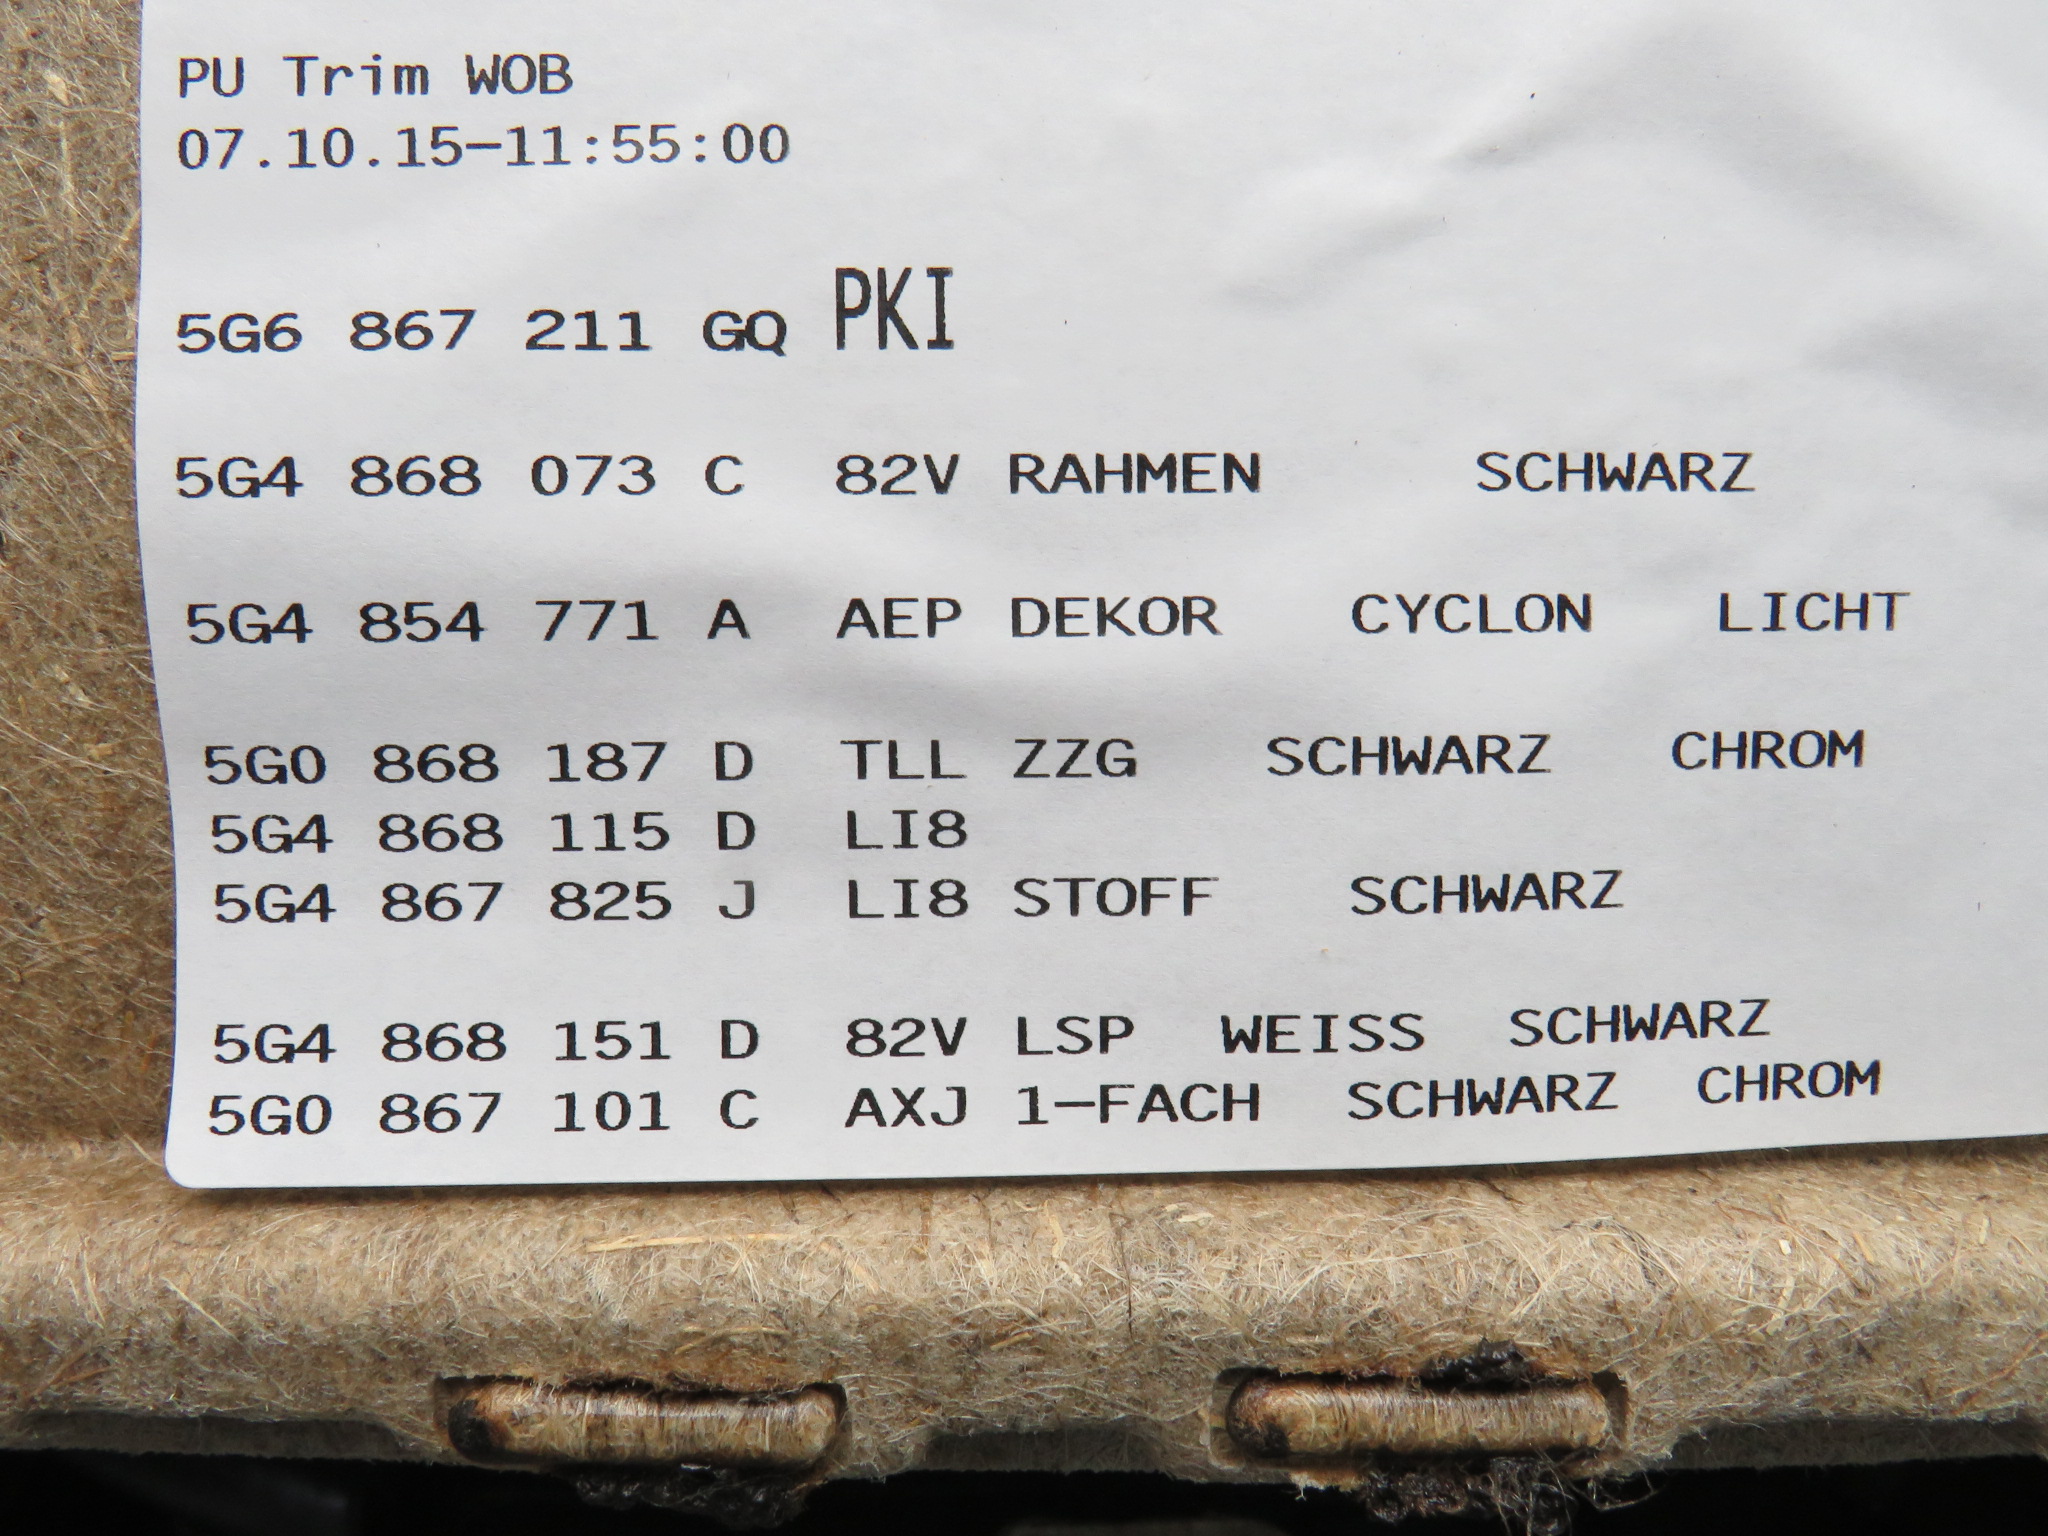 PU Trim WOB
07.10.15-11:55:00
5G6 867 211 GQ PKI
5G4 868 073 C 82V RAHMEN SCHWARZ
5G4 854 771 A AEP DEKOR CYCLON LICHT
5G0 868 187 D TLL ZZG SCHWARZ CHROM
5G4 868 115 D LI8
5G4 867 825 J LI8 STOFF SCHWARZ
5G4 868 151 D 82V LSP WEISS SCHWARZ
5G0 867 101 C AXJ 1-FACH SCHWARZ CHROM